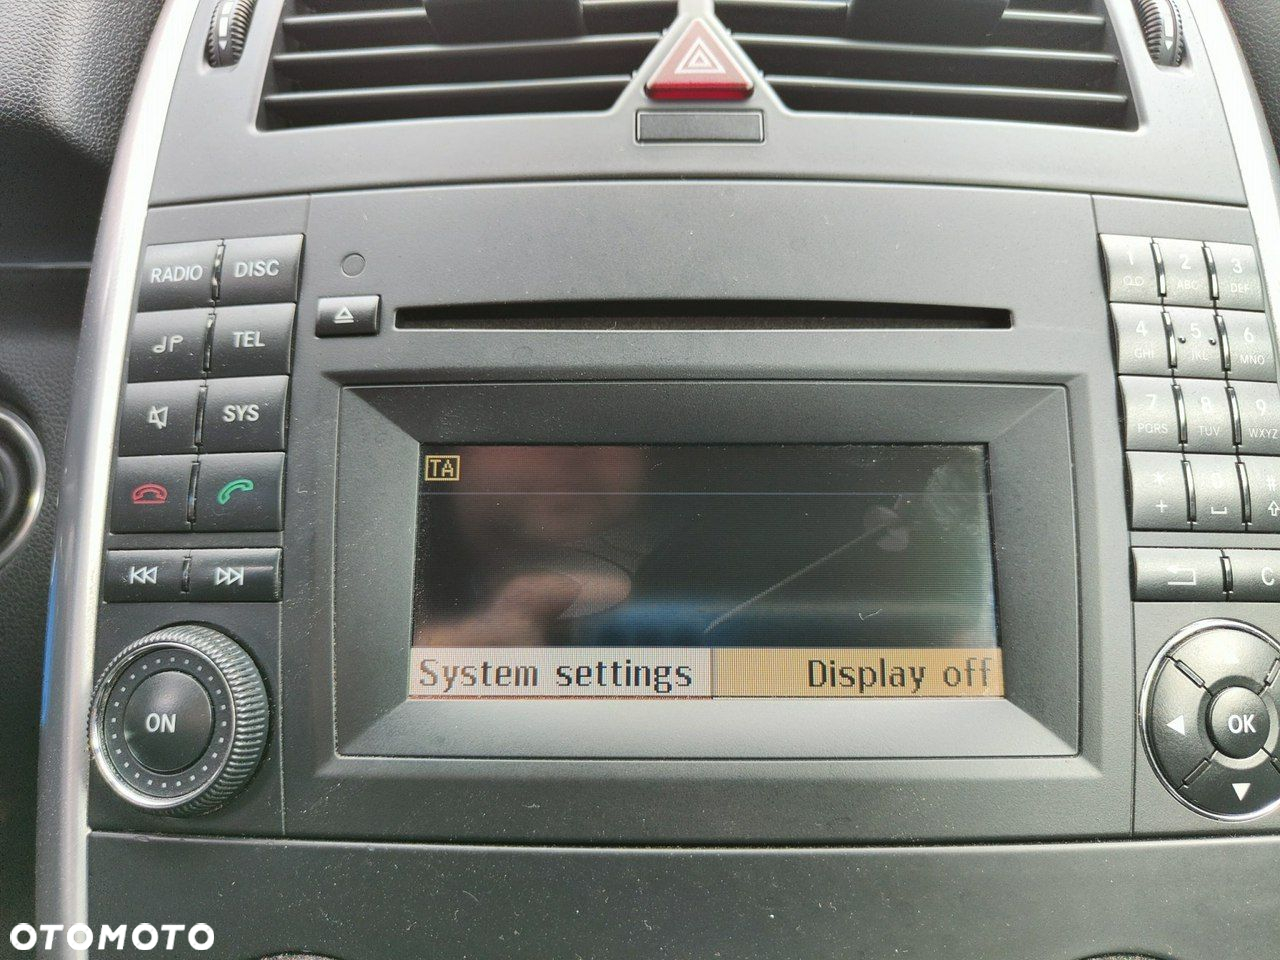 RADIO DISC
TEL
SYS
ON
TA
System settings Display off
1 2 ABC 3 DEF
4 GHI 5 JKL 6 MNO
7 PQRS 8 TUV 9 WXYZ
* + #
C
OK
OTOMOTO